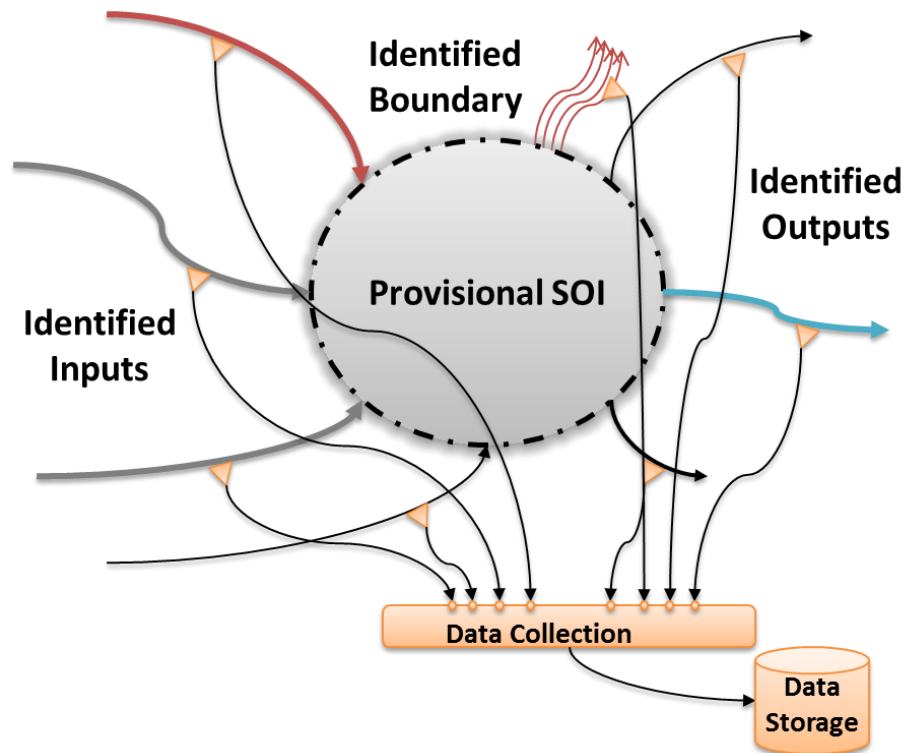 Identified
Boundary
Identified
Outputs
Provisional SOI
Identified
Inputs
Data Collection
Data
Storage